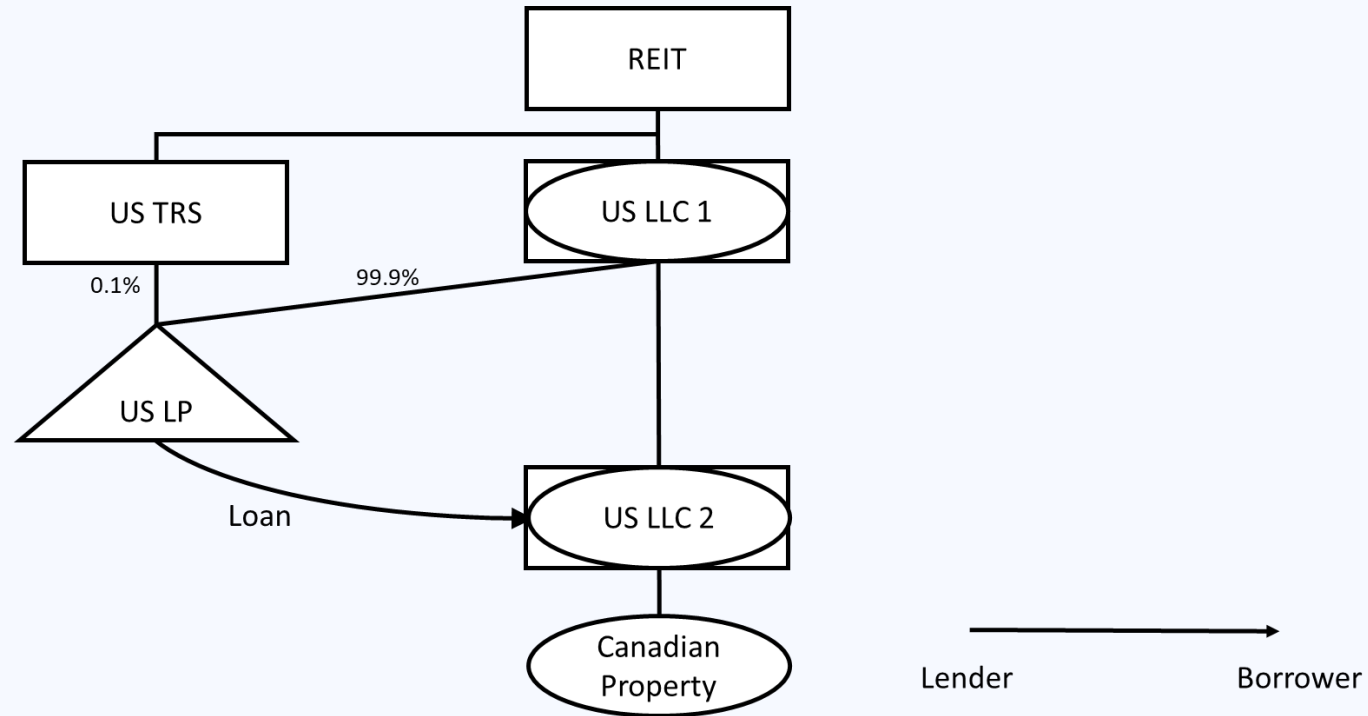 REIT
US TRS
US LLC 1
0.1%
99.9%
US LP
Loan
US LLC 2
Canadian
Property
Lender
Borrower